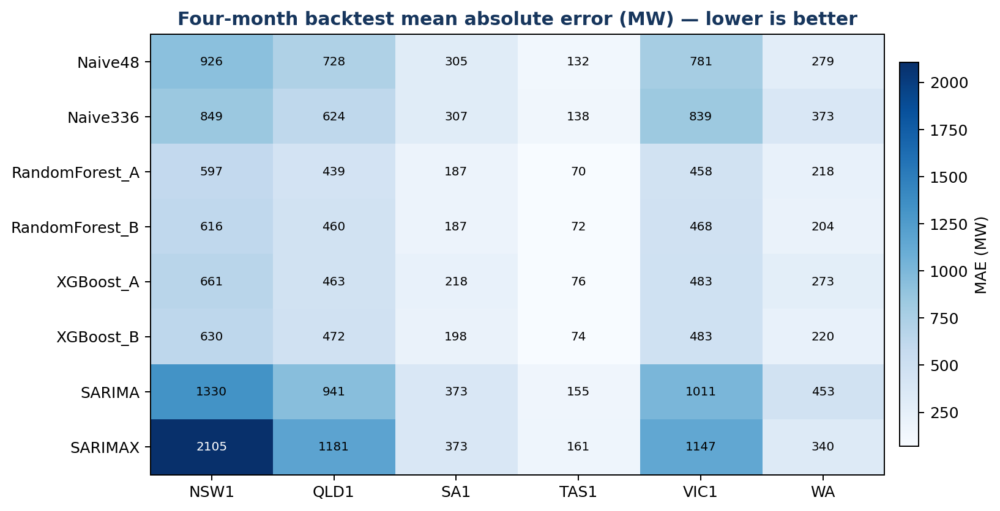 Four-month backtest mean absolute error (MW) — lower is better
Naive48 926 728 305 132 781 279
Naive336 849 624 307 138 839 373
RandomForest_A 597 439 187 70 458 218
RandomForest_B 616 460 187 72 468 204
XGBoost_A 661 463 218 76 483 273
XGBoost_B 630 472 198 74 483 220
SARIMA 1330 941 373 155 1011 453
SARIMAX 2105 1181 373 161 1147 340
NSW1 QLD1 SA1 TAS1 VIC1 WA
2000
1750
1500
1250
1000
750
500
250
MAE (MW)